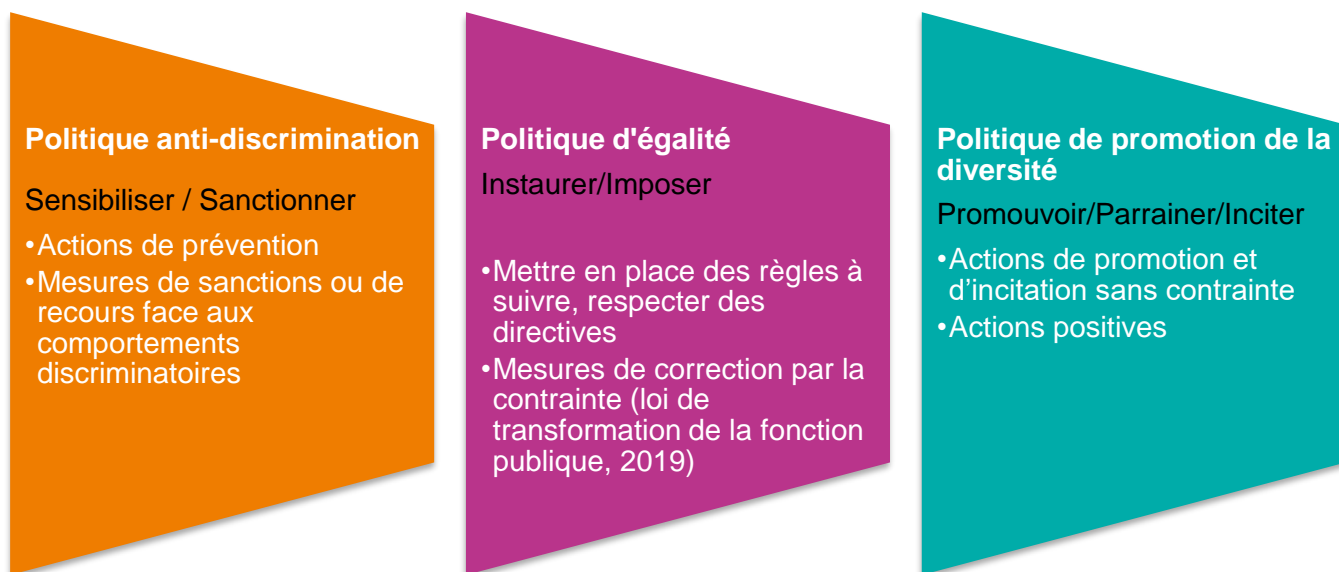 Politique anti-discrimination
Sensibiliser / Sanctionner
•Actions de prévention
•Mesures de sanctions ou de
recours face aux
comportements
discriminatoires
Politique d'égalité
Instaurer/Imposer
•Mettre en place des règles à
suivre, respecter des
directives
•Mesures de correction par la
contrainte (loi de
transformation de la fonction
publique, 2019)
Politique de promotion de la
diversité
Promouvoir/Parrainer/Inciter
•Actions de promotion et
d’incitation sans contrainte
•Actions positives